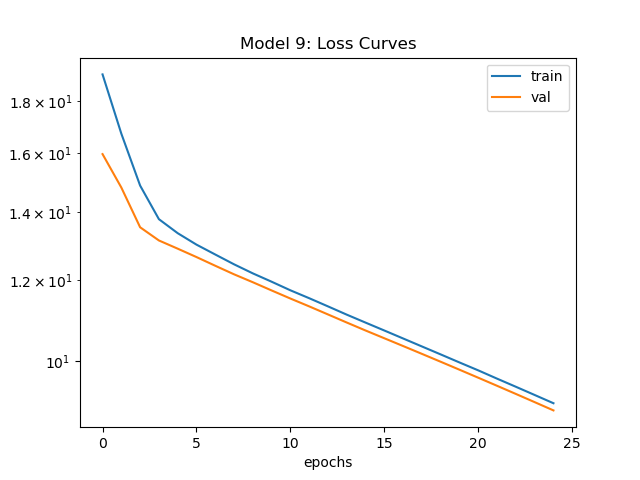 Model 9: Loss Curves
train
val
1.8 × 10¹
1.6 × 10¹
1.4 × 10¹
1.2 × 10¹
10¹
0 5 10 15 20 25
epochs